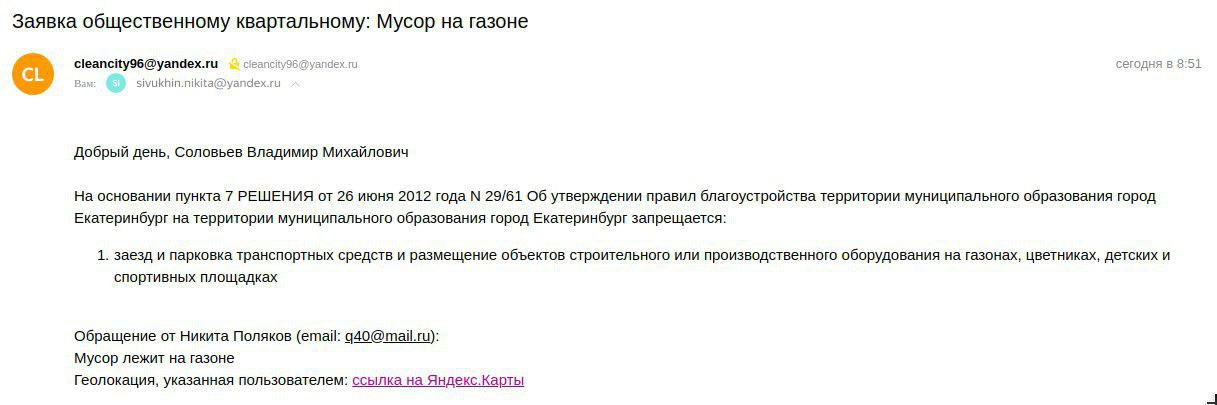 Заявка общественному квартальному: Мусор на газоне
CL
cleancity96@yandex.ru cleancity96@yandex.ru
сегодня в 8:51
Вам: SI sivukhin.nikita@yandex.ru
Добрый день, Соловьев Владимир Михайлович
На основании пункта 7 РЕШЕНИЯ от 26 июня 2012 года N 29/61 Об утверждении правил благоустройства территории муниципального образования город
Екатеринбург на территории муниципального образования город Екатеринбург запрещается:
1. заезд и парковка транспортных средств и размещение объектов строительного или производственного оборудования на газонах, цветниках, детских и
спортивных площадках
Обращение от Никита Поляков (email: q40@mail.ru):
Мусор лежит на газоне
Геолокация, указанная пользователем: ссылка на Яндекс.Карты